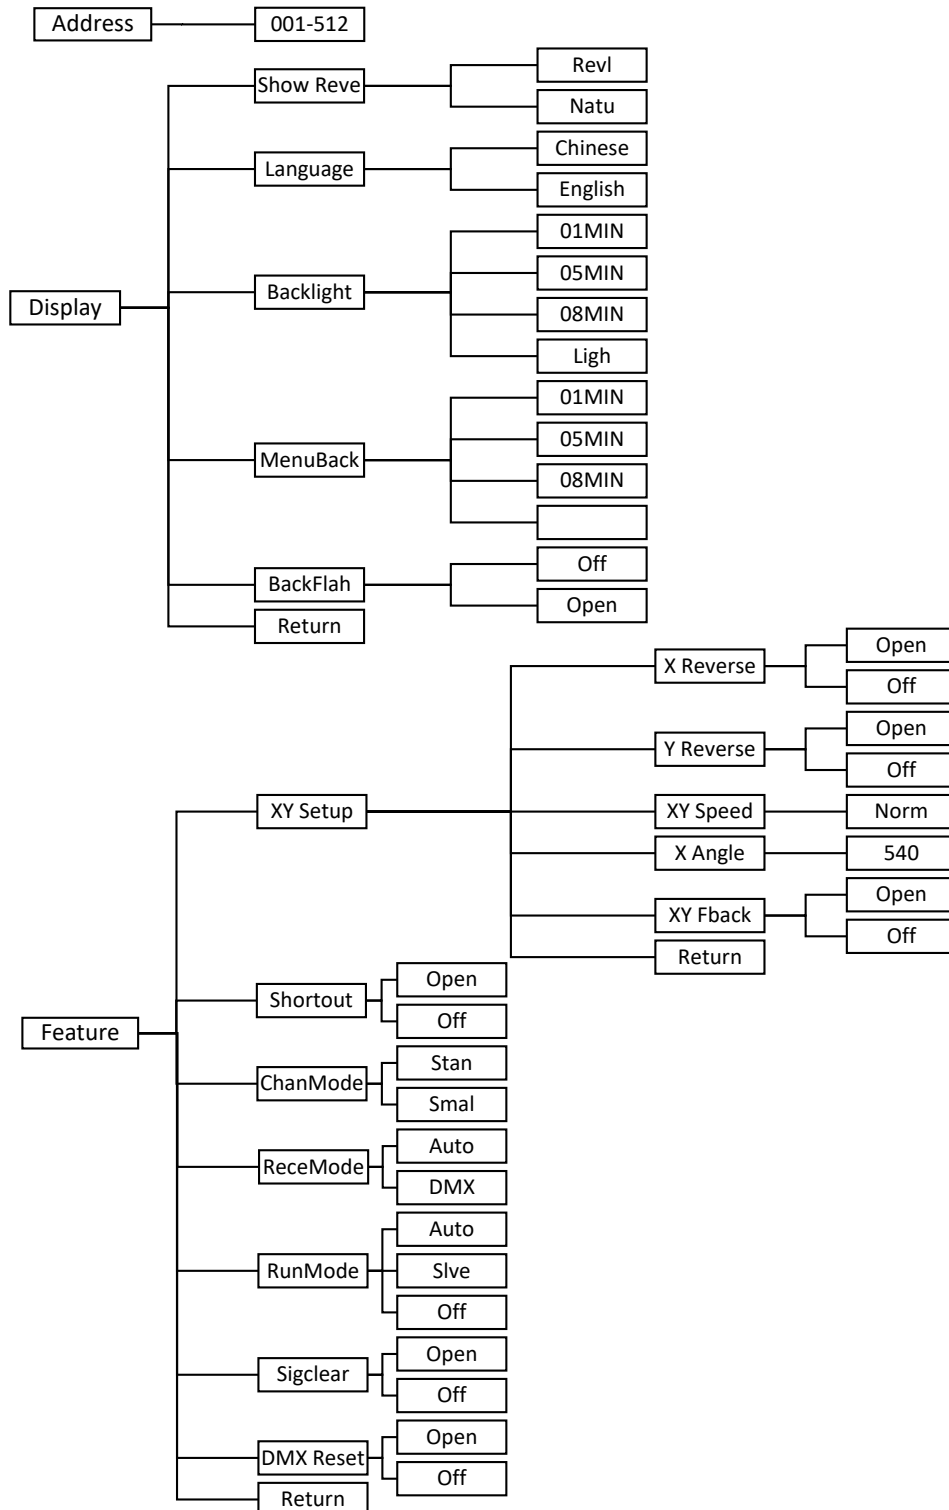 Address
001-512
Display
Show Reve
Revl
Natu
Language
Chinese
English
Backlight
01MIN
05MIN
08MIN
Ligh
MenuBack
01MIN
05MIN
08MIN
BackFlah
Off
Open
Return
Feature
XY Setup
X Reverse
Open
Off
Y Reverse
Open
Off
XY Speed
Norm
X Angle
540
XY Fback
Open
Off
Return
Shortout
Open
Off
ChanMode
Stan
Smal
ReceMode
Auto
DMX
RunMode
Auto
Slve
Off
Sigclear
Open
Off
DMX Reset
Open
Off
Return